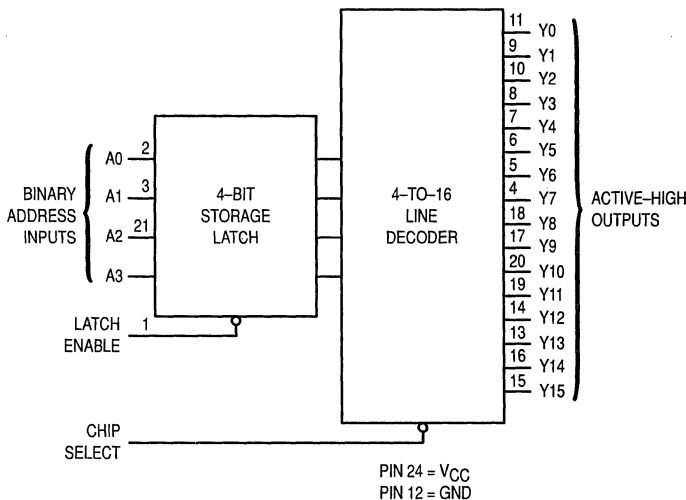 BINARY
ADDRESS
INPUTS
A0 2
A1 3
A2 21
A3
4–BIT
STORAGE
LATCH
LATCH
ENABLE
1
CHIP
SELECT
4–TO–16
LINE
DECODER
11 Y0
9 Y1
10 Y2
8 Y3
7 Y4
6 Y5
5 Y6
4 Y7
18 Y8
17 Y9
20 Y10
19 Y11
14 Y12
13 Y13
16 Y14
15 Y15
ACTIVE–HIGH
OUTPUTS
PIN 24 = VCC
PIN 12 = GND